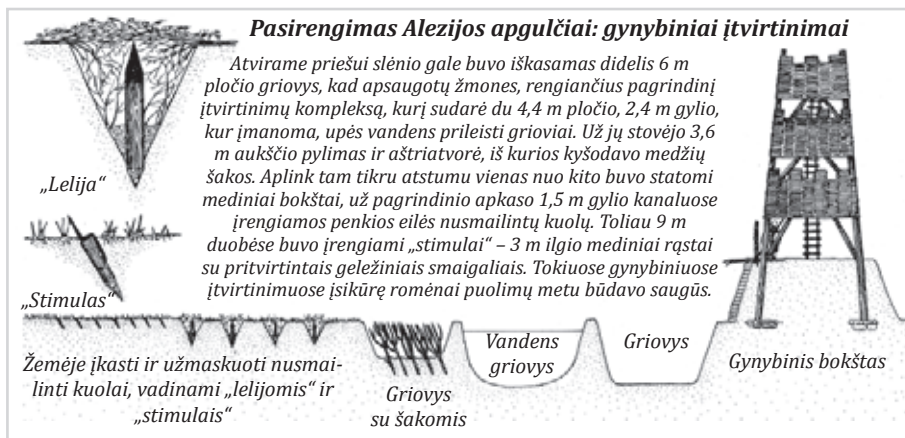 Pasirengimas Alezijos apgulčiai: gynybiniai įtvirtinimai
Atvirame priešui slėnio gale buvo iškasamas didelis 6 m
pločio griovys, kad apsaugotų žmones, rengiančius pagrindinį
įtvirtinimų kompleksą, kurį sudarė du 4,4 m pločio, 2,4 m gylio,
kur įmanoma, upės vandens prileisti grioviai. Už jų stovėjo 3,6
m aukščio pylimas ir aštriatvorė, iš kurios kyšodavo medžių
šakos. Aplink tam tikru atstumu vienas nuo kito buvo statomi
mediniai bokštai, už pagrindinio apkaso 1,5 m gylio kanaluose
įrengiamos penkios eilės nusmailintų kuolų. Toliau 9 m
duobėse buvo įrengiami „stimulai“ – 3 m ilgio mediniai rąstai
su pritvirtintais geležiniais smaigaliais. Tokiuose gynybiniuose
įtvirtinimuose įsikūrę romėnai puolimų metu būdavo saugūs.
„Lelija“
„Stimulas“
Žemėje įkasti ir užmaskuoti nusmai-
linti kuolai, vadinami „lelijomis“ ir
„stimulais“
Griovys
su šakomis
Vandens
griovys
Griovys
Gynybinis bokštas